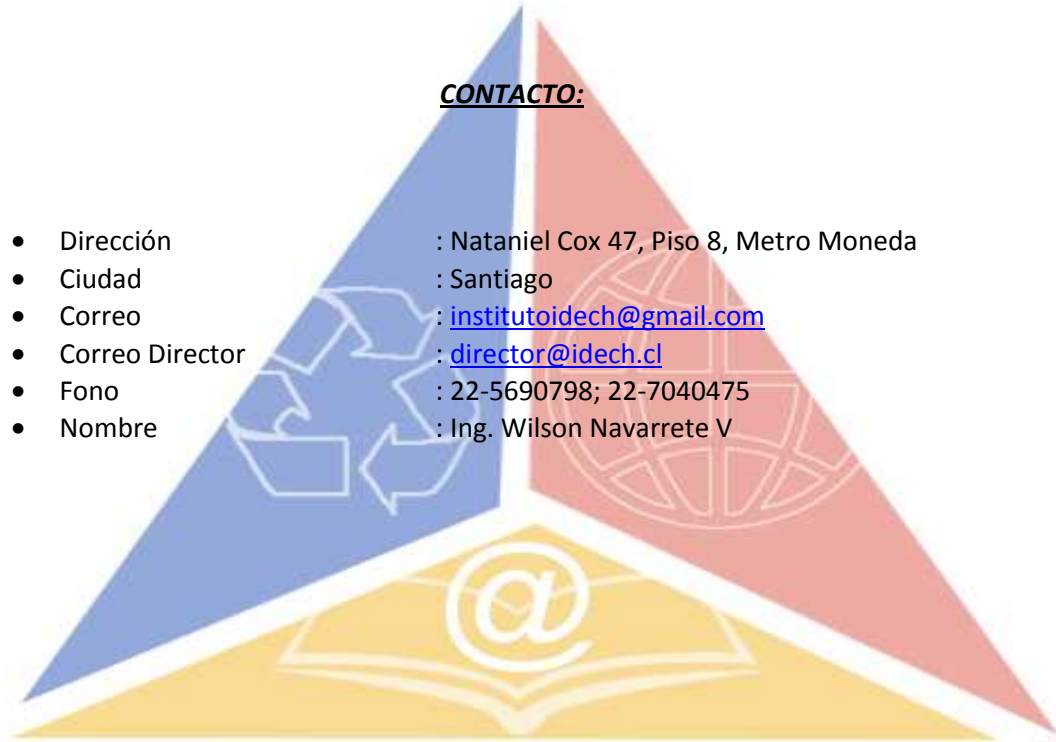 CONTACTO:
• Dirección : Nataniel Cox 47, Piso 8, Metro Moneda
• Ciudad : Santiago
• Correo : institutoidech@gmail.com
• Correo Director : director@idech.cl
• Fono : 22-5690798; 22-7040475
• Nombre : Ing. Wilson Navarrete V
@